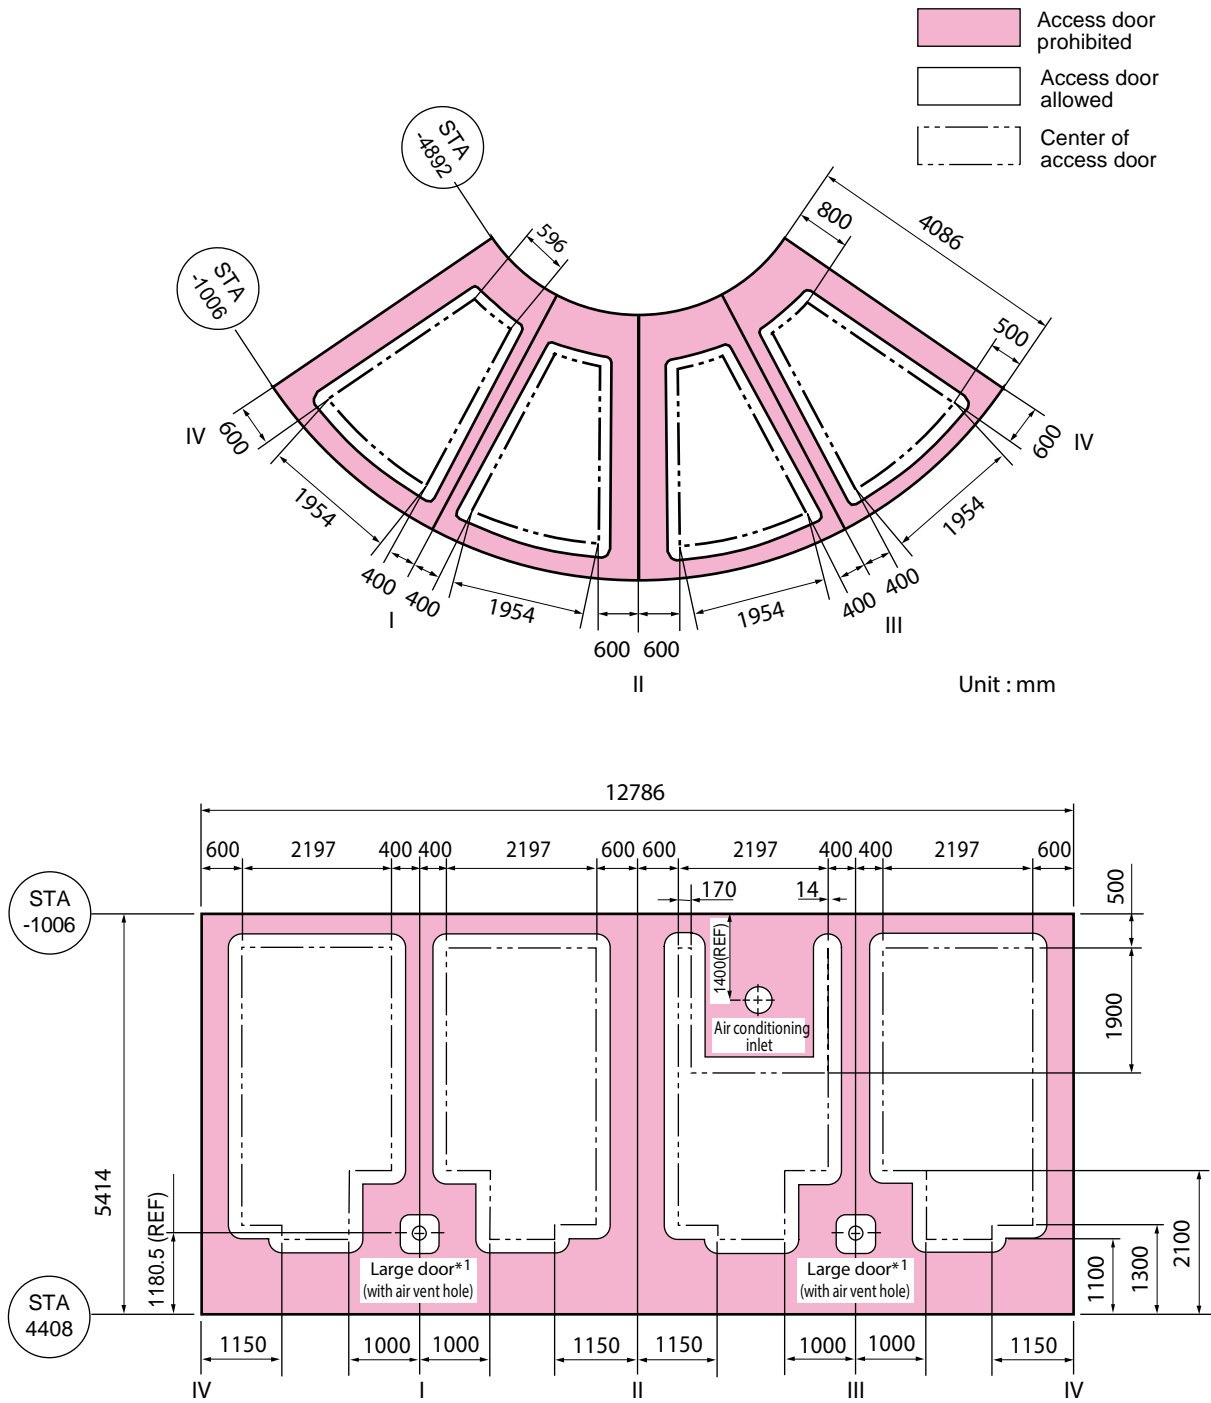 Access door
prohibited
Access door
allowed
Center of
access door
STA
-4892
STA
-1006
596
800
4086
500
IV
600
1954
400
400
I
1954
600
600
II
1954
400
400
III
1954
600
IV
Unit : mm
12786
600
2197
400
400
2197
600
600
2197
400
400
2197
600
STA
-1006
170
14
500
1400(REF)
Air conditioning
inlet
1900
5414
1180.5 (REF)
Large door*1
(with air vent hole)
Large door*1
(with air vent hole)
1100
1300
2100
STA
4408
1150
1000
1000
1150
1150
1000
1000
1150
IV
I
II
III
IV